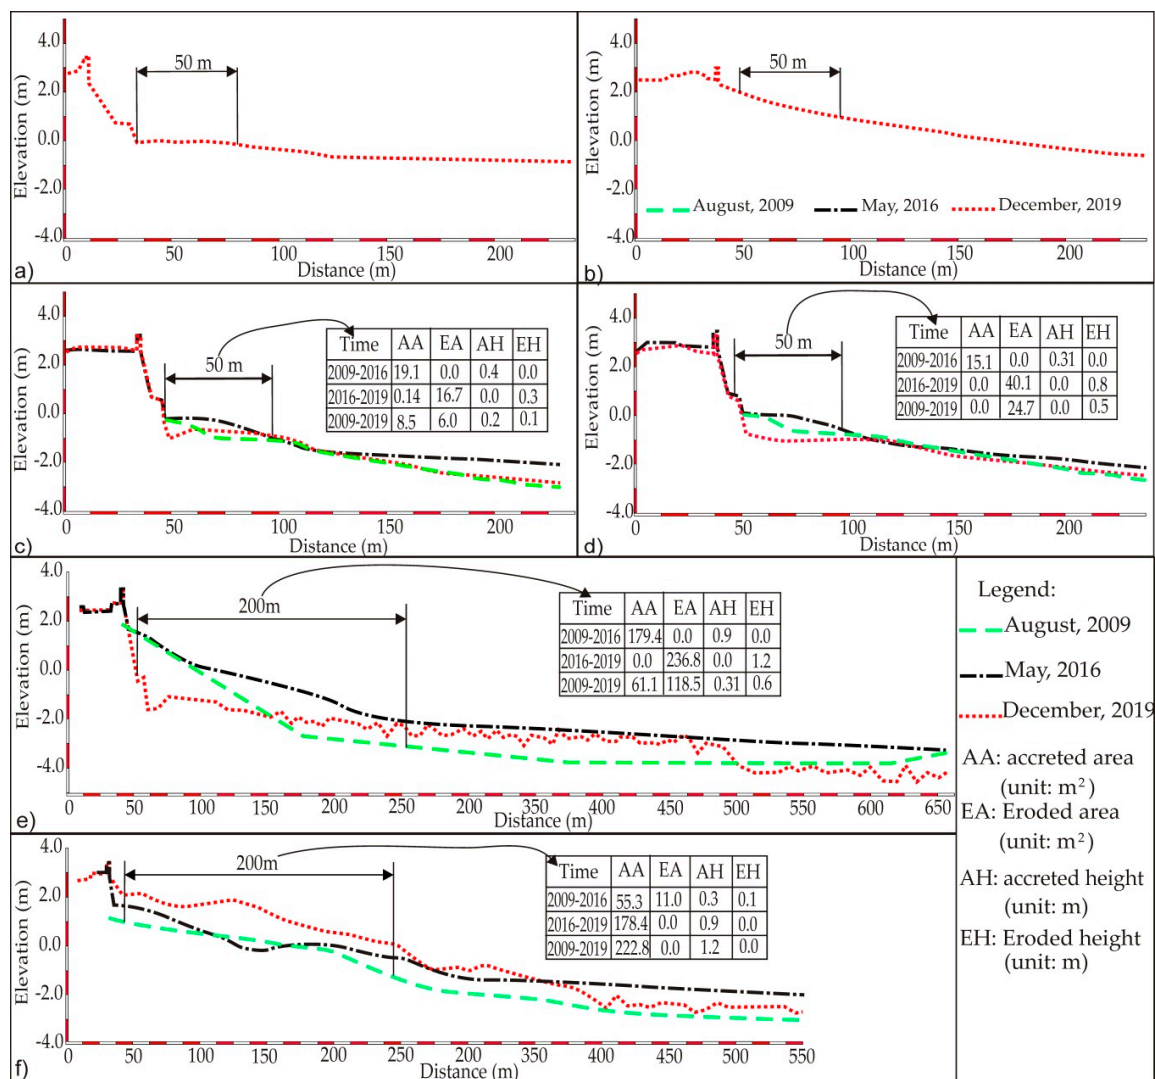 4.0
2.0
0.0
-2.0
-4.0
Elevation (m)
50 m
0 50 100 150 200
Distance (m)
a)
4.0
2.0
0.0
-2.0
-4.0
Elevation (m)
50 m
August, 2009 May, 2016 December, 2019
0 50 100 150 200
Distance (m)
b)
4.0
2.0
0.0
-2.0
-4.0
Elevation (m)
50 m
Time AA EA AH EH
2009-2016 19.1 0.0 0.4 0.0
2016-2019 0.14 16.7 0.0 0.3
2009-2019 8.5 6.0 0.2 0.1
0 50 100 150 200
Distance (m)
c)
4.0
2.0
0.0
-2.0
-4.0
Elevation (m)
50 m
Time AA EA AH EH
2009-2016 15.1 0.0 0.31 0.0
2016-2019 0.0 40.1 0.0 0.8
2009-2019 0.0 24.7 0.0 0.5
0 50 100 150 200
Distance (m)
d)
4.0
2.0
0.0
-2.0
-4.0
Elevation (m)
200m
Time AA EA AH EH
2009-2016 179.4 0.0 0.9 0.0
2016-2019 0.0 236.8 0.0 1.2
2009-2019 61.1 118.5 0.31 0.6
0 50 100 150 200 250 300 350 400 450 500 550 600 650
Distance (m)
e)
Legend:
August, 2009
May, 2016
December, 2019
AA: accreted area
(unit: m²)
EA: Eroded area
(unit: m²)
AH: accreted height
(unit: m)
EH: Eroded height
(unit: m)
4.0
2.0
0.0
-2.0
-4.0
Elevation (m)
200m
Time AA EA AH EH
2009-2016 55.3 11.0 0.3 0.1
2016-2019 178.4 0.0 0.9 0.0
2009-2019 222.8 0.0 1.2 0.0
0 50 100 150 200 250 300 350 400 450 500 550
Distance (m)
f)